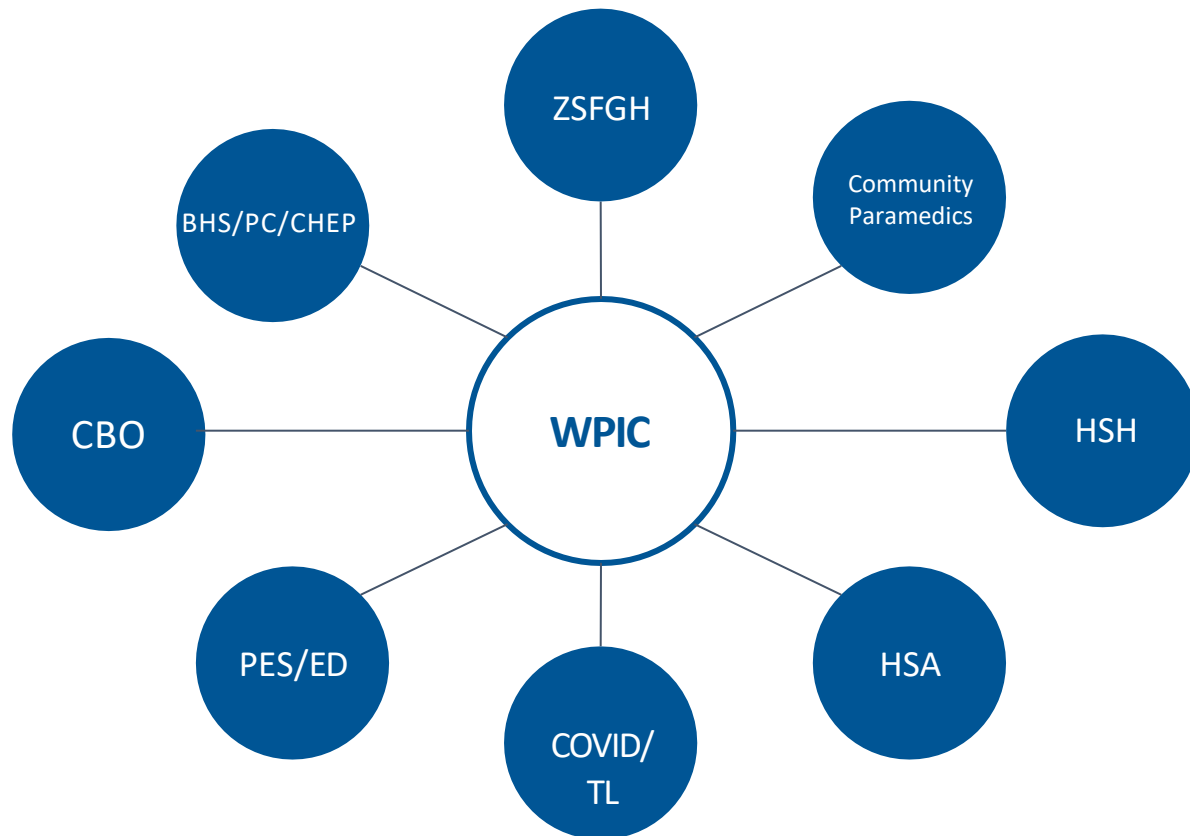 ZSFGH
Community
Paramedics
BHS/PC/CHEP
WPIC
CBO
HSH
PES/ED
HSA
COVID/
TL